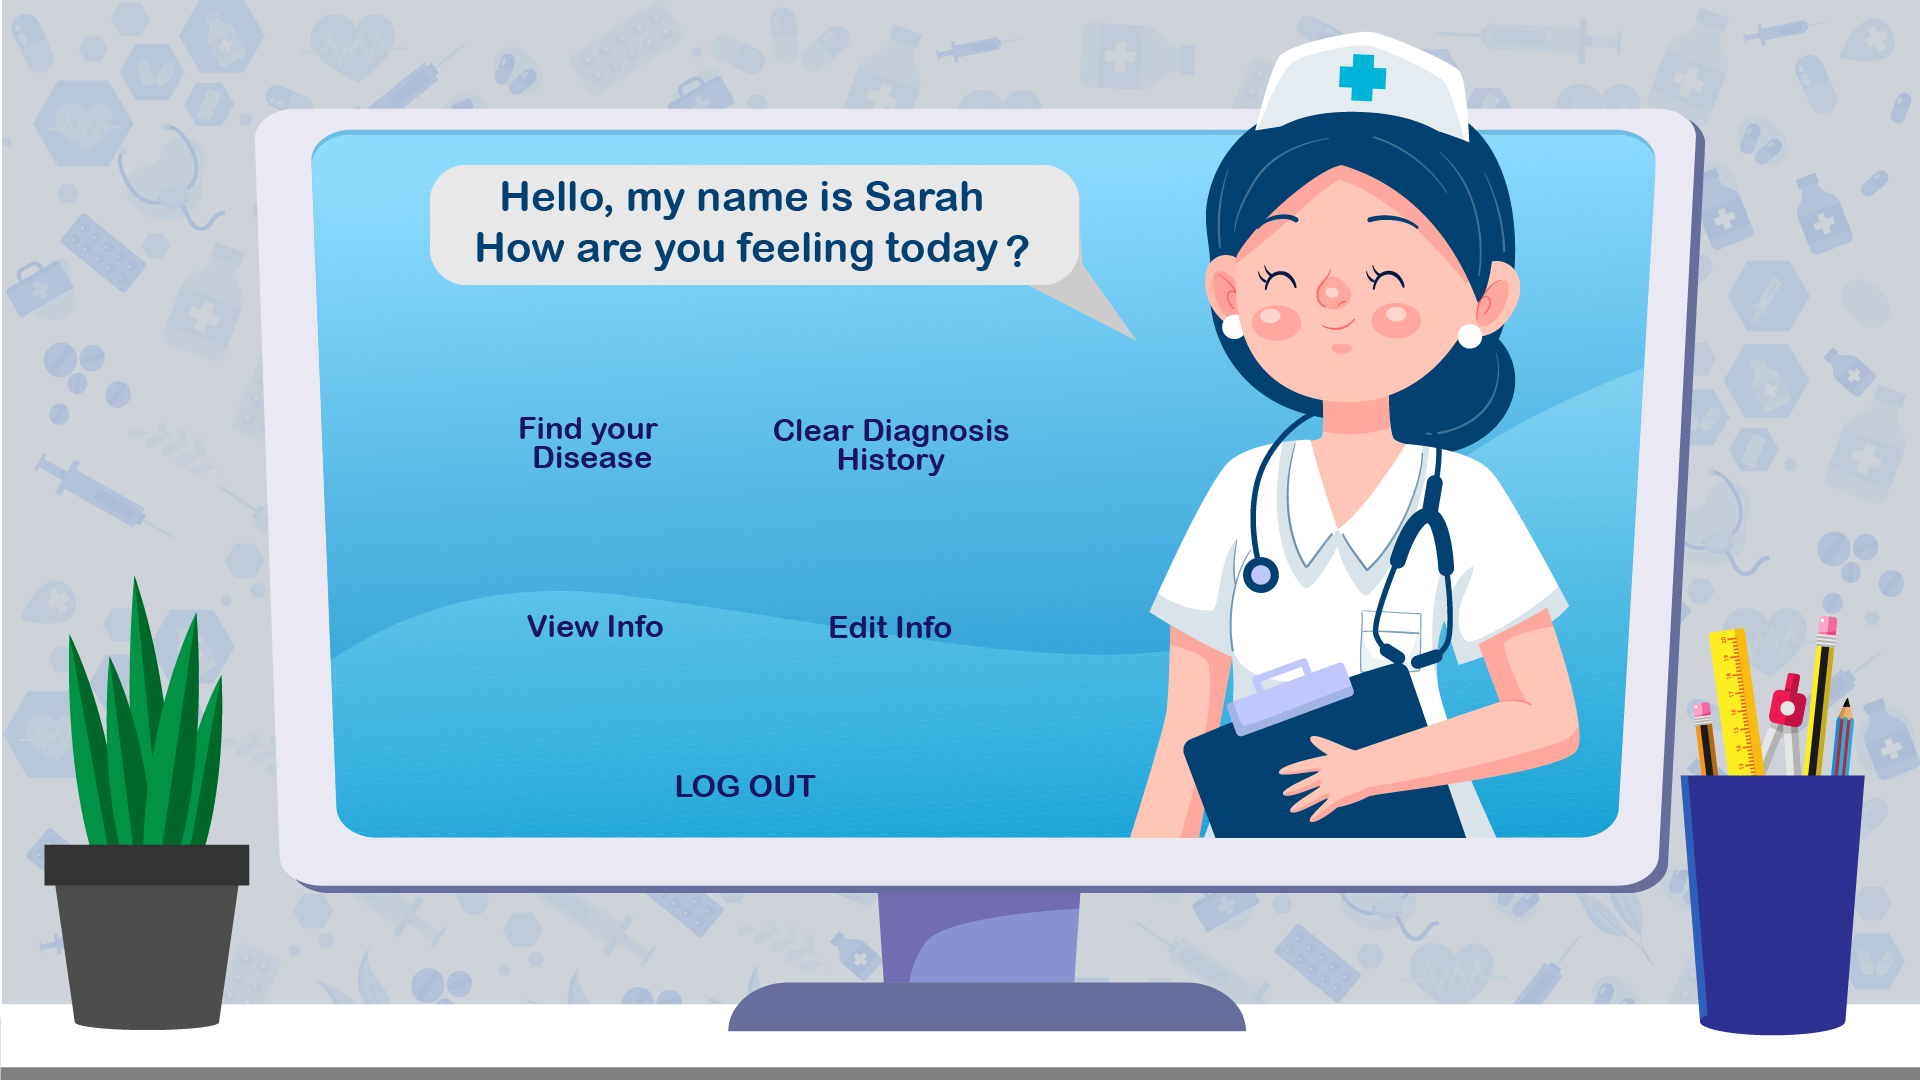 Hello, my name is Sarah
How are you feeling today ?
Find your
Disease
Clear Diagnosis
History
View Info
Edit Info
LOG OUT